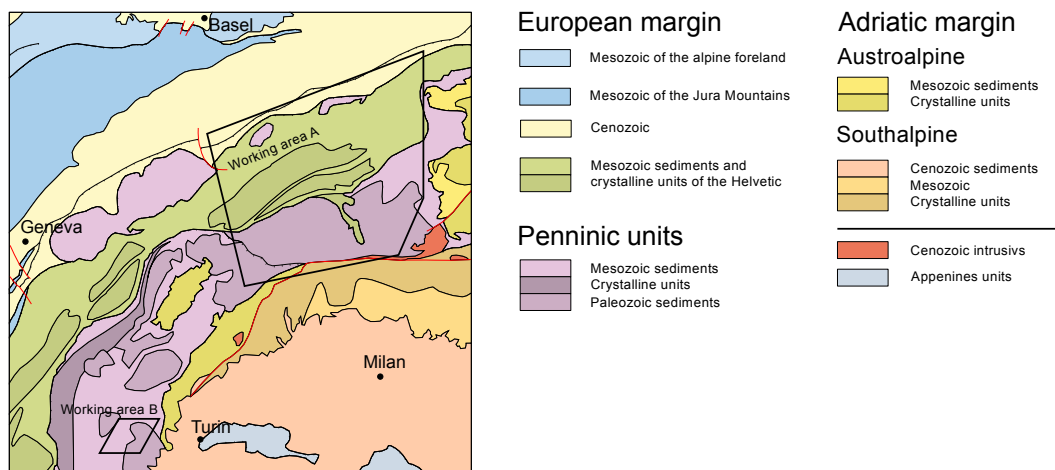 Basel
Working area A
Geneva
Milan
Working area B
Turin
European margin
Mesozoic of the alpine foreland
Mesozoic of the Jura Mountains
Cenozoic
Mesozoic sediments and
crystalline units of the Helvetic
Penninic units
Mesozoic sediments
Crystalline units
Paleozoic sediments
Adriatic margin
Austroalpine
Mesozoic sediments
Crystalline units
Southalpine
Cenozoic sediments
Mesozoic
Crystalline units
Cenozoic intrusivs
Appenines units